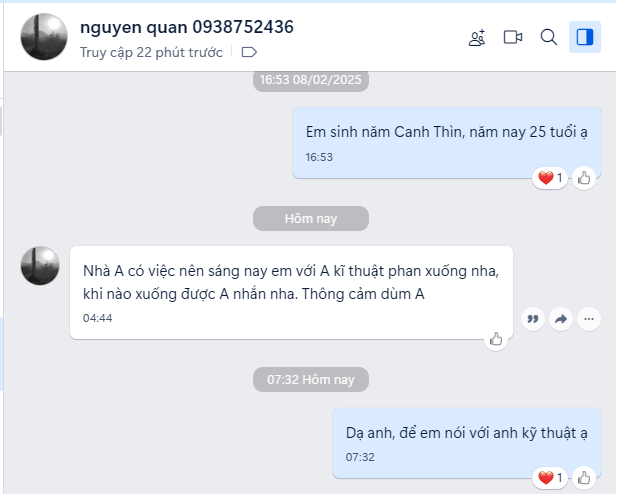 nguyen quan 0938752436
Truy cập 22 phút trước
16:53 08/02/2025
Em sinh năm Canh Thìn, năm nay 25 tuổi ạ
16:53
1
Hôm nay
Nhà A có việc nên sáng nay em với A kĩ thuật phan xuống nha,
khi nào xuống được A nhắn nha. Thông cảm dùm A
04:44
07:32 Hôm nay
Dạ anh, để em nói với anh kỹ thuật ạ
07:32
1